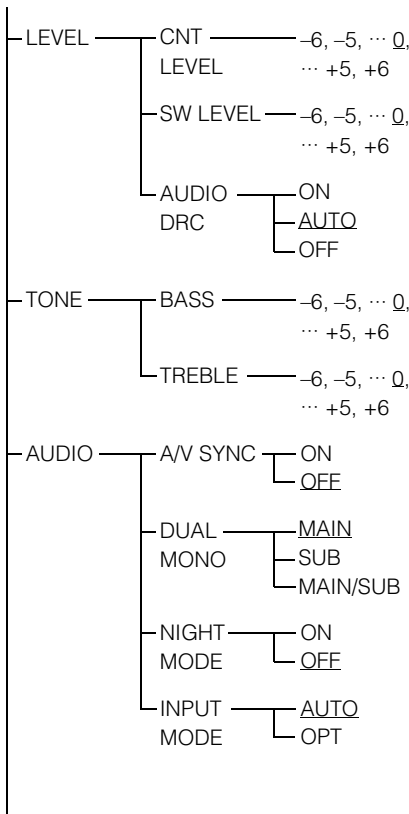 LEVEL CNT –6, –5, ··· 0,
LEVEL ··· +5, +6
SW LEVEL –6, –5, ··· 0,
··· +5, +6
AUDIO ON
DRC AUTO
OFF
TONE BASS –6, –5, ··· 0,
··· +5, +6
TREBLE –6, –5, ··· 0,
··· +5, +6
AUDIO A/V SYNC ON
OFF
DUAL MAIN
MONO SUB
MAIN/SUB
NIGHT ON
MODE OFF
INPUT AUTO
MODE OPT